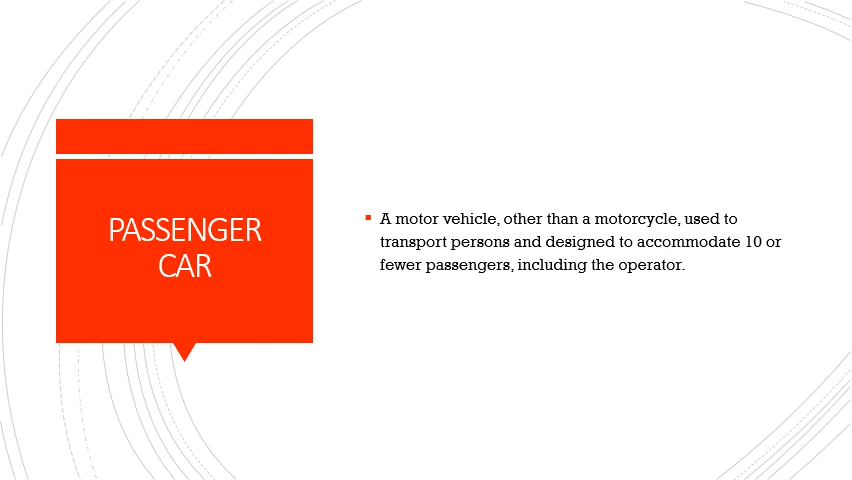 PASSENGER
CAR
▪ A motor vehicle, other than a motorcycle, used to
transport persons and designed to accommodate 10 or
fewer passengers, including the operator.